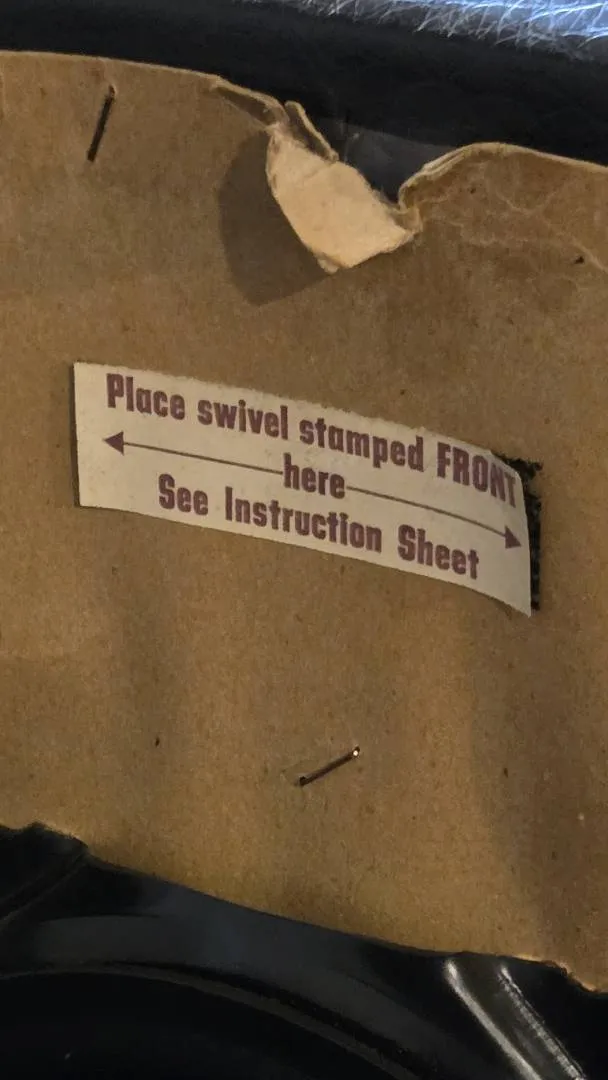 Place swivel stamped FRONT
here
See Instruction Sheet